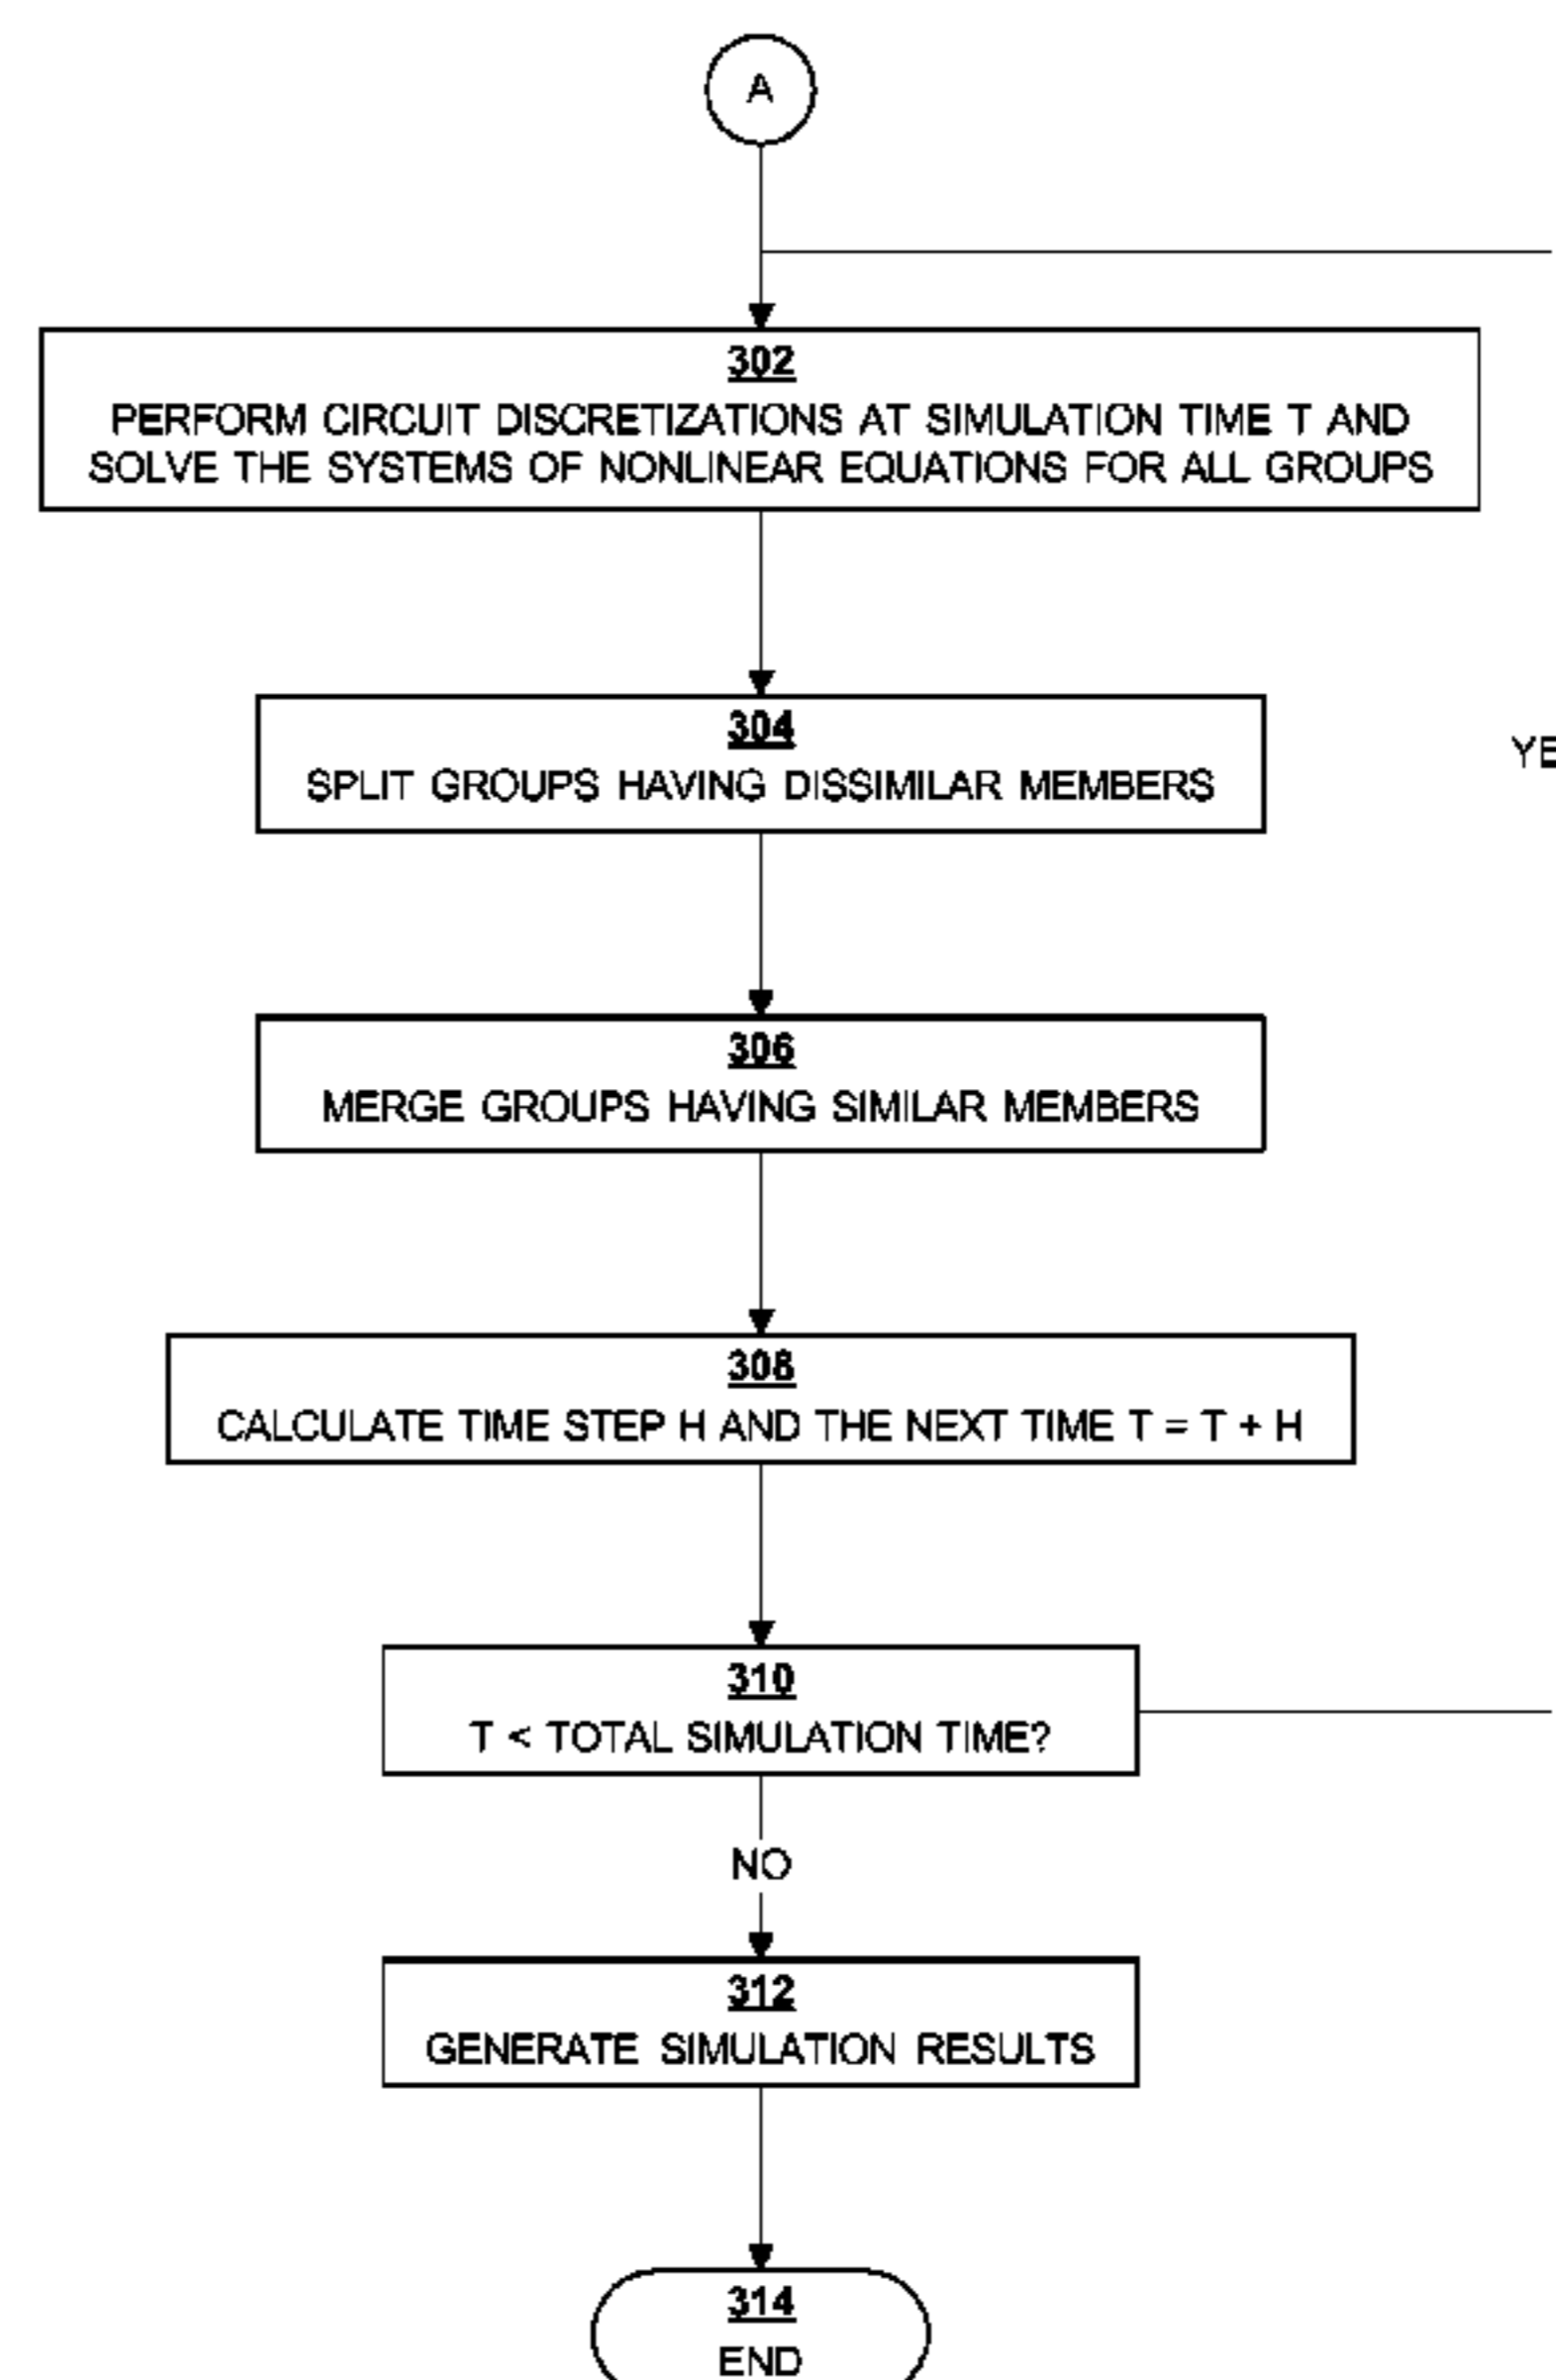 A
302
PERFORM CIRCUIT DISCRETIZATIONS AT SIMULATION TIME T AND
SOLVE THE SYSTEMS OF NONLINEAR EQUATIONS FOR ALL GROUPS
304
SPLIT GROUPS HAVING DISSIMILAR MEMBERS
306
MERGE GROUPS HAVING SIMILAR MEMBERS
308
CALCULATE TIME STEP H AND THE NEXT TIME T = T + H
310
T < TOTAL SIMULATION TIME?
NO
312
GENERATE SIMULATION RESULTS
314
END